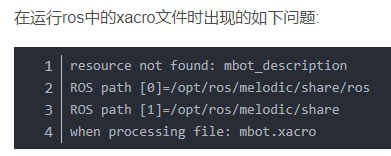 在运行ros中的xacro文件时出现的如下问题:
1 resource not found: mbot_description
2 ROS path [0]=/opt/ros/melodic/share/ros
3 ROS path [1]=/opt/ros/melodic/share
4 when processing file: mbot.xacro